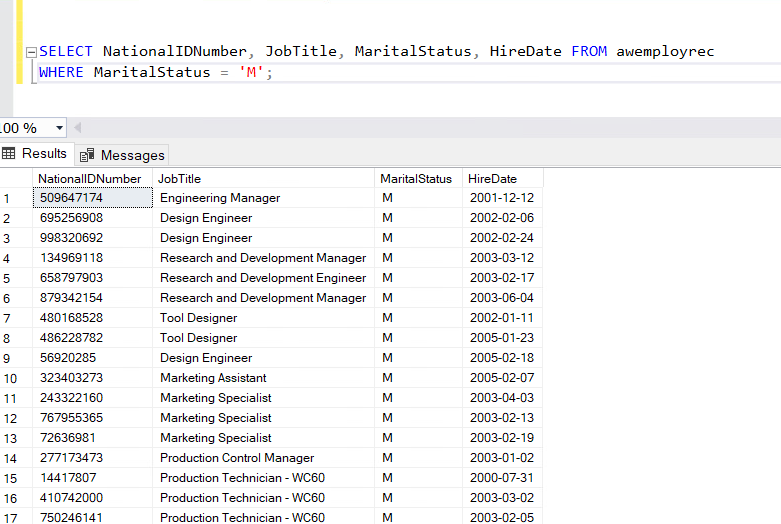 SELECT NationalIDNumber, JobTitle, MaritalStatus, HireDate FROM awemployrec
WHERE MaritalStatus = 'M';
100 %
Results Messages
NationalIDNumber JobTitle MaritalStatus HireDate
1 509647174 Engineering Manager M 2001-12-12
2 695256908 Design Engineer M 2002-02-06
3 998320692 Design Engineer M 2002-02-24
4 134969118 Research and Development Manager M 2003-03-12
5 658797903 Research and Development Engineer M 2003-02-17
6 879342154 Research and Development Manager M 2003-06-04
7 480168528 Tool Designer M 2002-01-11
8 486228782 Tool Designer M 2005-01-23
9 56920285 Design Engineer M 2005-02-18
10 323403273 Marketing Assistant M 2005-02-07
11 243322160 Marketing Specialist M 2003-04-03
12 767955365 Marketing Specialist M 2003-02-13
13 72636981 Marketing Specialist M 2003-02-19
14 277173473 Production Control Manager M 2003-01-02
15 14417807 Production Technician - WC60 M 2000-07-31
16 410742000 Production Technician - WC60 M 2003-03-02
17 750246141 Production Technician - WC60 M 2003-02-05